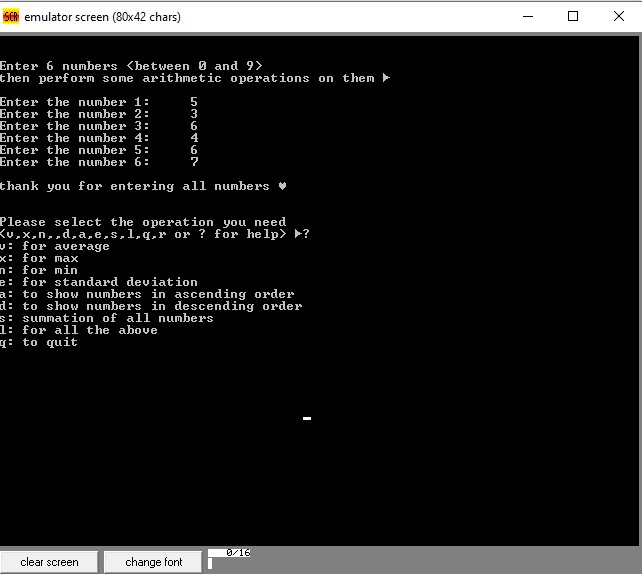 SCR emulator screen (80x42 chars)
Enter 6 numbers <between 0 and 9>
then perform some arithmetic operations on them
Enter the number 1: 5
Enter the number 2: 3
Enter the number 3: 6
Enter the number 4: 4
Enter the number 5: 6
Enter the number 6: 7
thank you for entering all numbers ♥
Please select the operation you need
<v,x,n,,d,a,e,s,l,q,r or ? for help> ►?
v: for average
x: for max
n: for min
e: for standard deviation
a: to show numbers in ascending order
d: to show numbers in descending order
s: summation of all numbers
l: for all the above
q: to quit
clear screen
change font
0/16